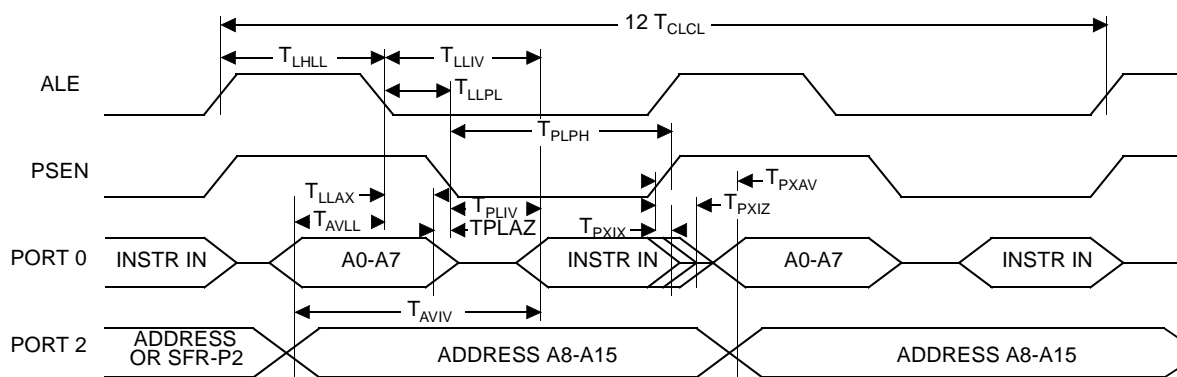 12 TCLCL
TLHLL
TLLIV
ALE
TLLPL
TPLPH
PSEN
TLLAX
TPXAV
TAVLL
TPLIV
TPXIZ
TPLAZ
TPXIX
PORT 0
INSTR IN
A0-A7
INSTR IN
A0-A7
INSTR IN
TAVIV
PORT 2
ADDRESS
OR SFR-P2
ADDRESS A8-A15
ADDRESS A8-A15